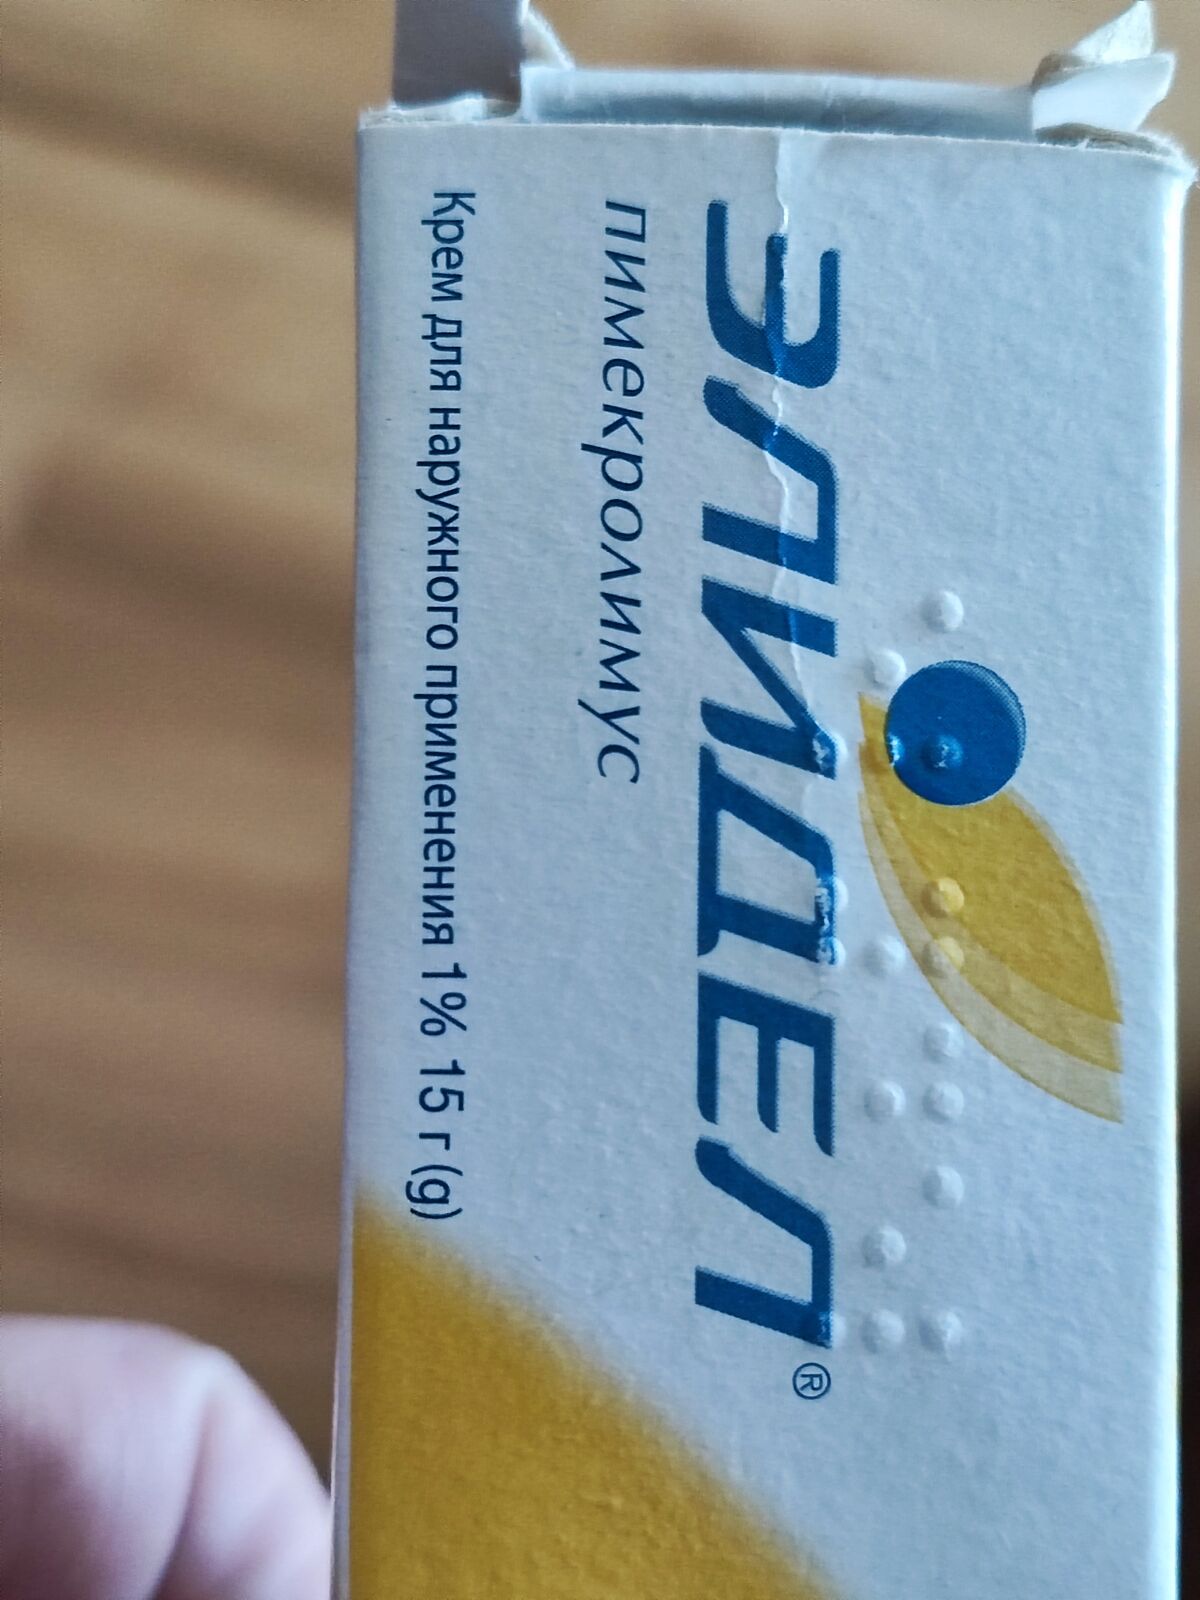 ЭЛИДЕЛ®
пимекролимус
Крем для наружного применения 1% 15 г (g)